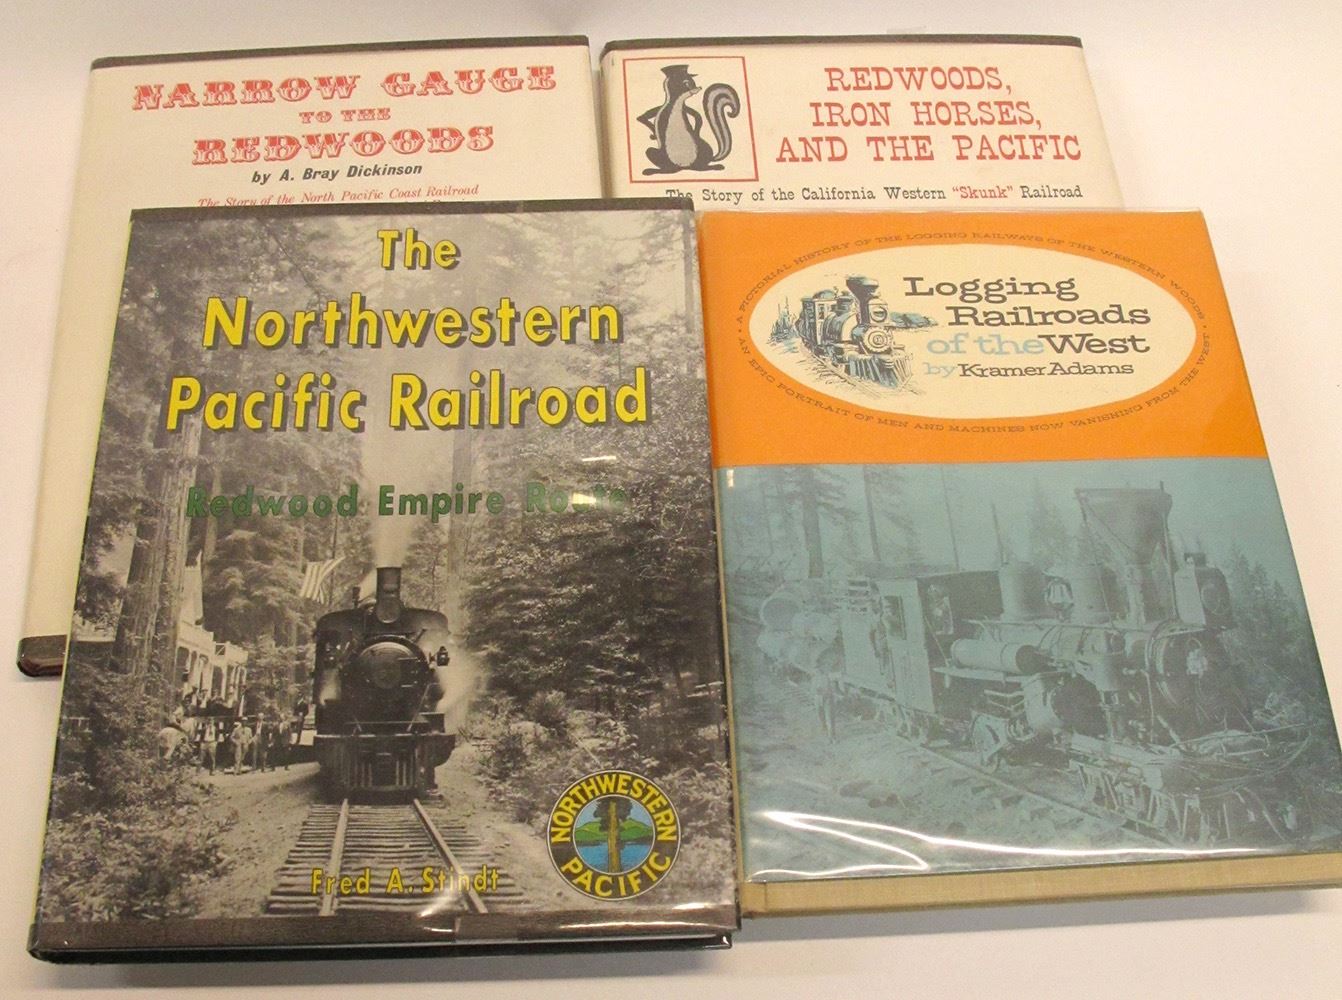 NARROW GAUGE
TO THE
REDWOODS
by A. Bray Dickinson
The Story of the North Pacific Coast Railroad
REDWOODS,
IRON HORSES,
AND THE PACIFIC
The Story of the California Western "Skunk" Railroad
The
Northwestern
Pacific Railroad
Redwood Empire Route
Fred A. Stindt
NORTHWESTERN
PACIFIC
• A PICTORIAL HISTORY OF THE LOGGING RAILWAYS OF THE WESTERN WOODS •
Logging
Railroads
of the West
by Kramer Adams
AN EPIC PORTRAIT OF MEN AND MACHINES NOW VANISHING FROM THE WEST